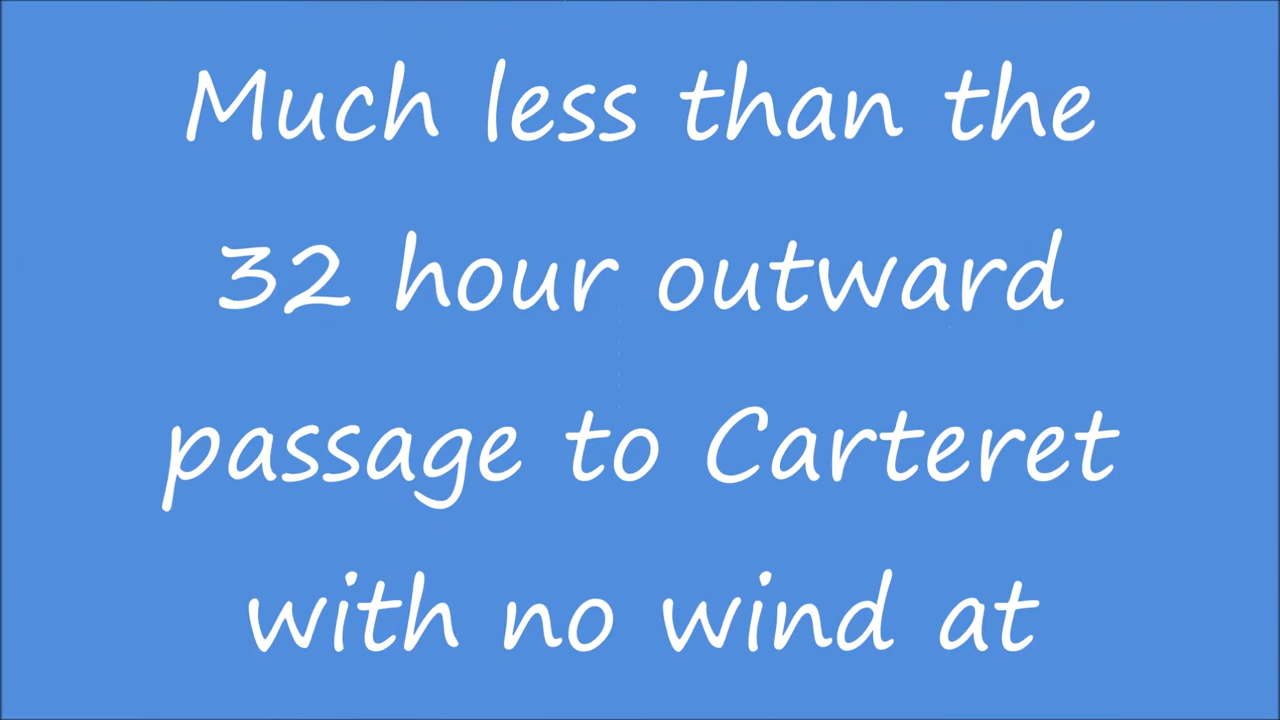 Much less than the
32 hour outward
passage to Carteret
with no wind at